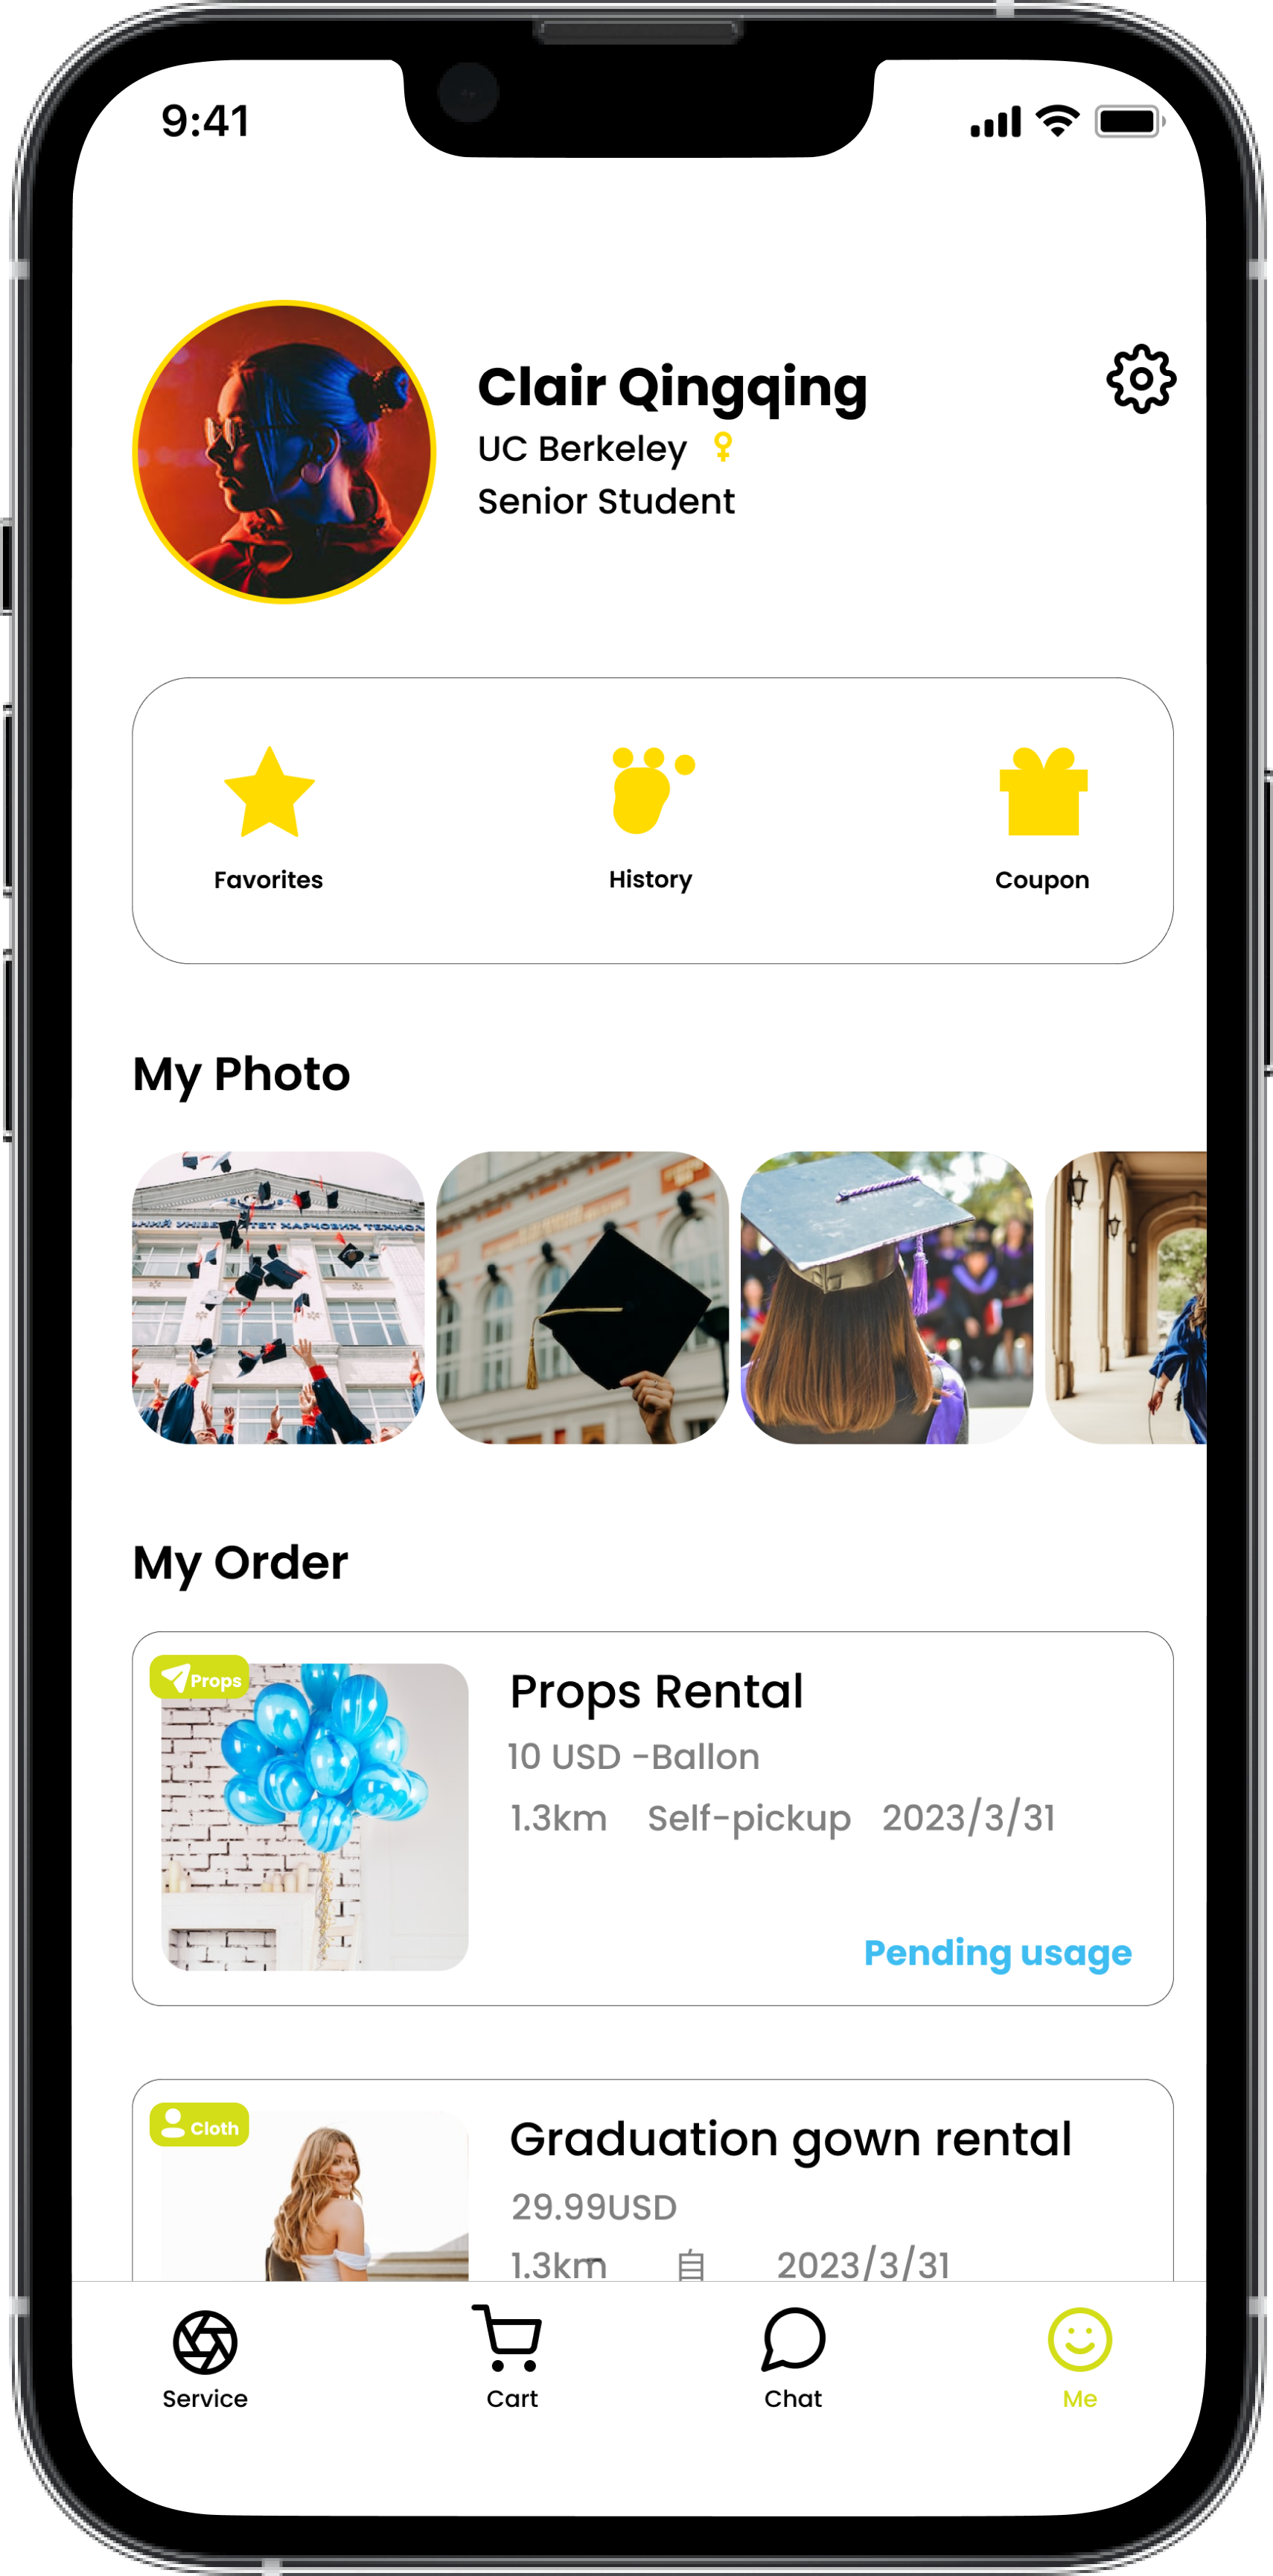 9:41
Clair Qingqing
UC Berkeley
Senior Student
Favorites
History
Coupon
My Photo
My Order
Props
Props Rental
10 USD -Ballon
1.3km Self-pickup 2023/3/31
Pending usage
Cloth
Graduation gown rental
29.99USD
1.3km 自 2023/3/31
Service
Cart
Chat
Me